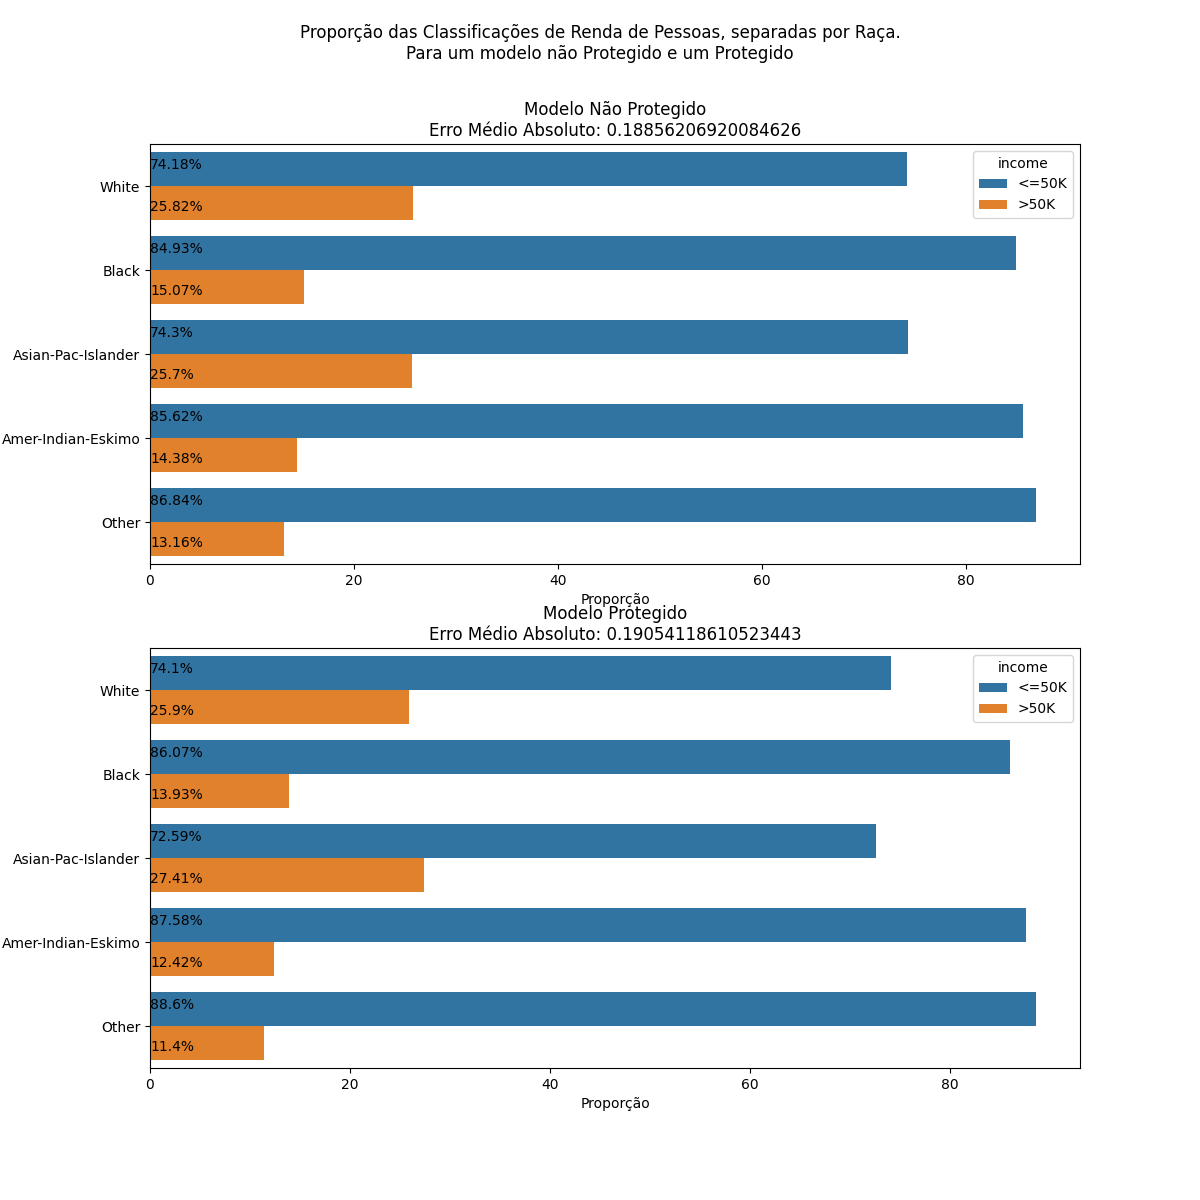 Proporção das Classificações de Renda de Pessoas, separadas por Raça.
Para um modelo não Protegido e um Protegido
Modelo Não Protegido
Erro Médio Absoluto: 0.18856206920084626
income
<=50K
>50K
White
74.18%
25.82%
Black
84.93%
15.07%
Asian-Pac-Islander
74.3%
25.7%
Amer-Indian-Eskimo
85.62%
14.38%
Other
86.84%
13.16%
0 20 40 60 80
Proporção
Modelo Protegido
Erro Médio Absoluto: 0.19054118610523443
income
<=50K
>50K
White
74.1%
25.9%
Black
86.07%
13.93%
Asian-Pac-Islander
72.59%
27.41%
Amer-Indian-Eskimo
87.58%
12.42%
Other
88.6%
11.4%
0 20 40 60 80
Proporção